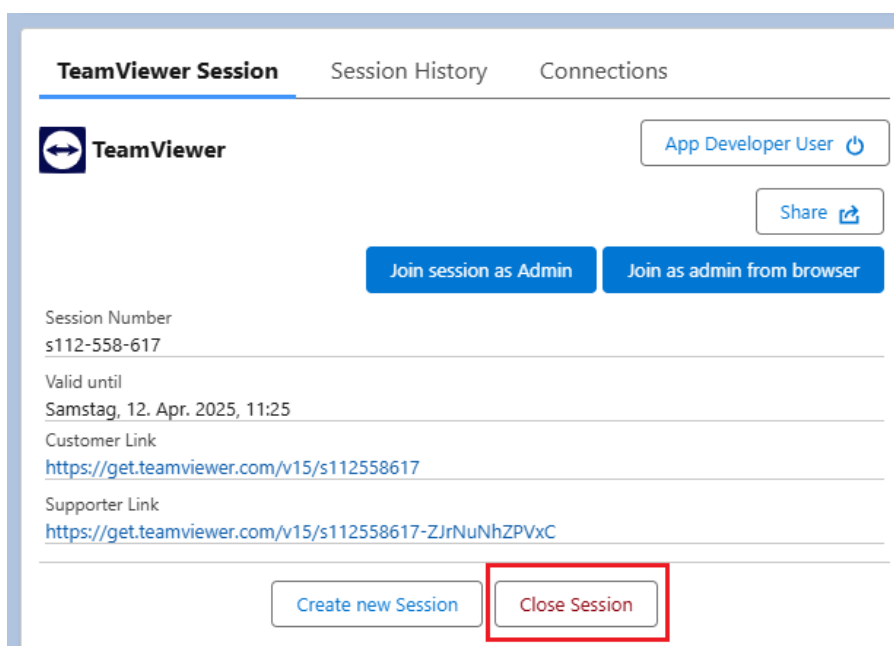 TeamViewer Session Session History Connections
TeamViewer
App Developer User
Share
Join session as Admin Join as admin from browser
Session Number
s112-558-617
Valid until
Samstag, 12. Apr. 2025, 11:25
Customer Link
https://get.teamviewer.com/v15/s112558617
Supporter Link
https://get.teamviewer.com/v15/s112558617-ZJrNuNhZPVxC
Create new Session Close Session